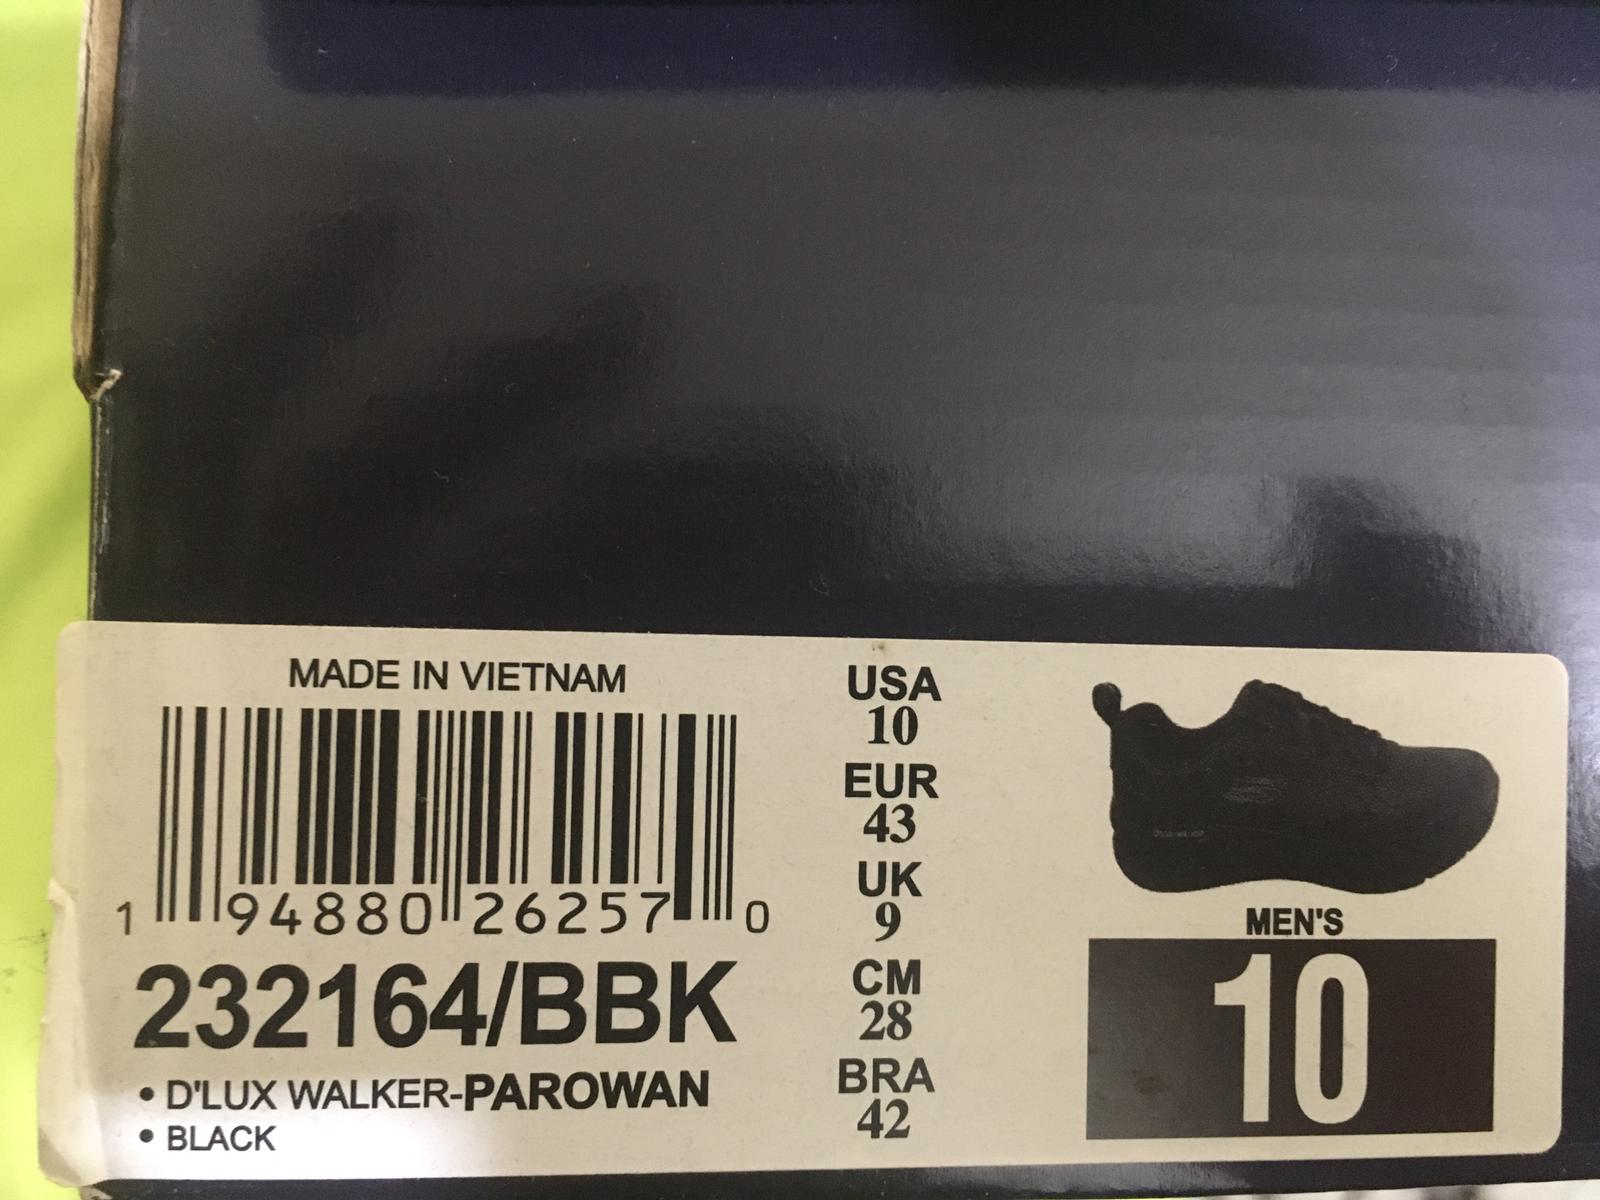 MADE IN VIETNAM
1 94880 26257 0
232164/BBK
• D'LUX WALKER-PAROWAN
• BLACK
USA
10
EUR
43
UK
9
CM
28
BRA
42
MEN'S
10